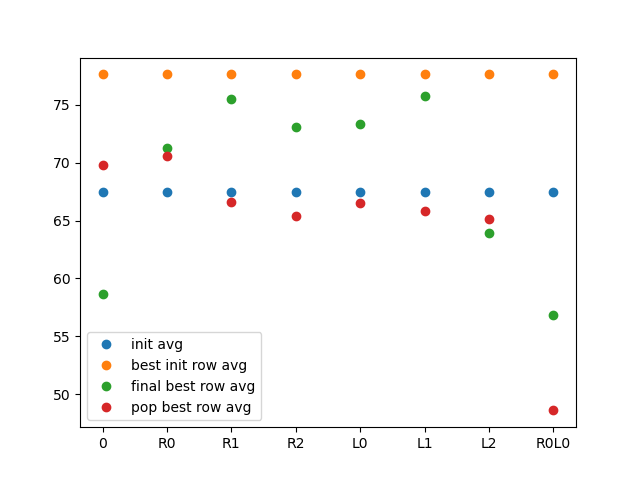 75
70
65
60
55
50
init avg
best init row avg
final best row avg
pop best row avg
0 R0 R1 R2 L0 L1 L2 R0L0